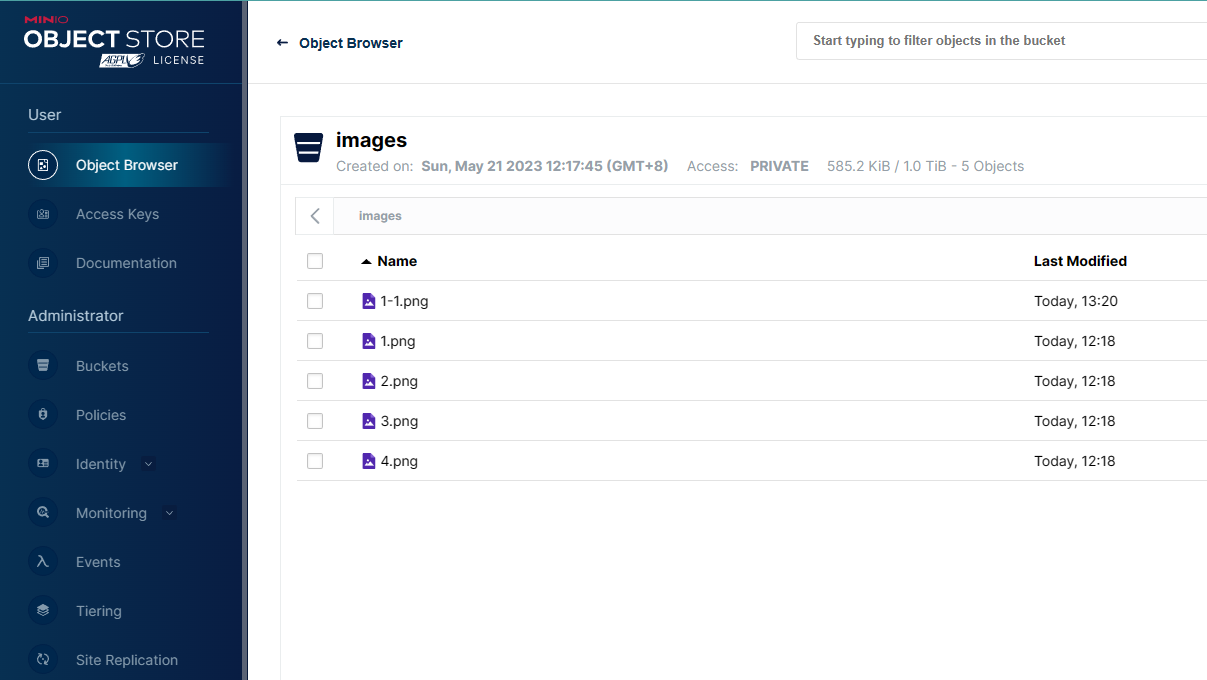 MINIO
OBJECT STORE
AGPL LICENSE
User
Object Browser
Access Keys
Documentation
Administrator
Buckets
Policies
Identity
Monitoring
Events
Tiering
Site Replication
← Object Browser
Start typing to filter objects in the bucket
images
Created on: Sun, May 21 2023 12:17:45 (GMT+8) Access: PRIVATE 585.2 KiB / 1.0 TiB - 5 Objects
images
Name Last Modified
1-1.png Today, 13:20
1.png Today, 12:18
2.png Today, 12:18
3.png Today, 12:18
4.png Today, 12:18